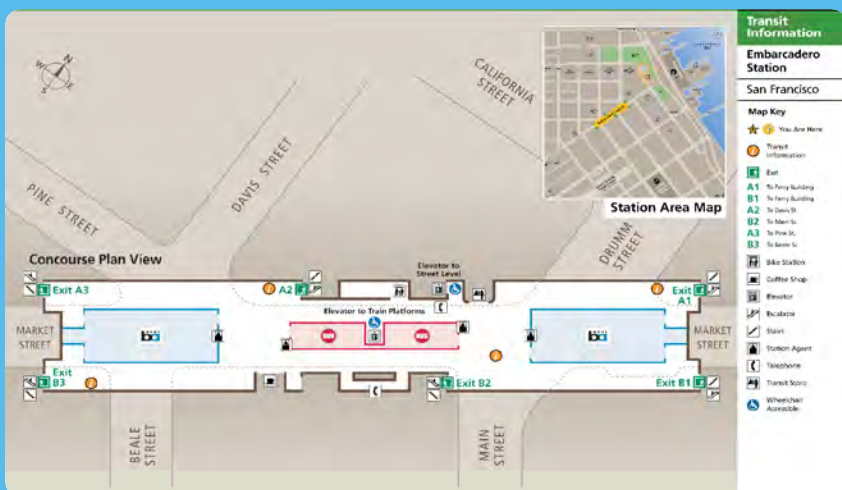 Transit
Information
Embarcadero
Station
San Francisco
Map Key
You Are Here
Transit
Information
Exit
A1 To Ferry Building
B1 To Ferry Building
A2 To Davis St.
B2 To Main St.
A3 To Pine St.
B3 To Beale St.
Bike Station
Coffee Shop
Elevator
Escalator
Stairs
Station Agent
Telephone
Transit Store
Wheelchair
Accessible
N
W
E
S
CALIFORNIA
STREET
DAVIS STREET
PINE STREET
Station Area Map
DRUMM
STREET
Concourse Plan View
Elevator to
Street Level
Exit A3
A2
Exit
A1
Elevator to Train Platforms
MARKET
STREET
MARKET
STREET
Exit
B3
Exit B2
Exit B1
BEALE
STREET
MAIN
STREET